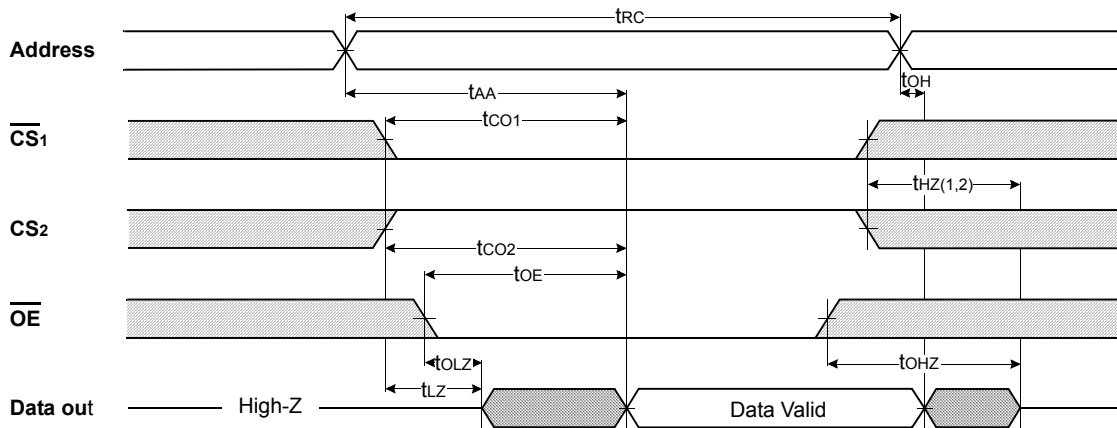 tRC
Address
tOH
tAA
tCO1
CS1
tHZ(1,2)
CS2
tCO2
tOE
OE
tOLZ
tOHZ
tLZ
Data out High-Z Data Valid